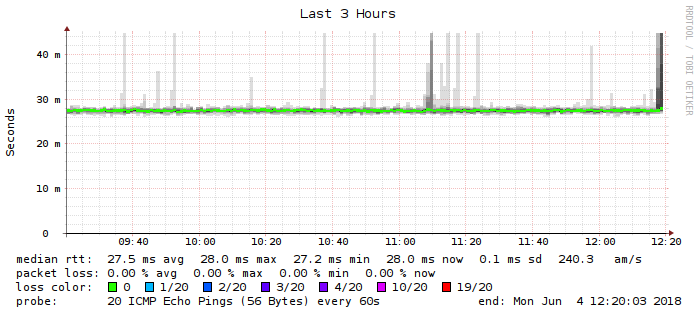 Last 3 Hours
RRDTOOL / TOBI OETIKER
Seconds
40 m
30 m
20 m
10 m
0
09:40 10:00 10:20 10:40 11:00 11:20 11:40 12:00 12:20
median rtt: 27.5 ms avg 28.0 ms max 27.2 ms min 28.0 ms now 0.1 ms sd 240.3 am/s
packet loss: 0.00 % avg 0.00 % max 0.00 % min 0.00 % now
loss color: 0 1/20 2/20 3/20 4/20 10/20 19/20
probe: 20 ICMP Echo Pings (56 Bytes) every 60s end: Mon Jun 4 12:20:03 2018